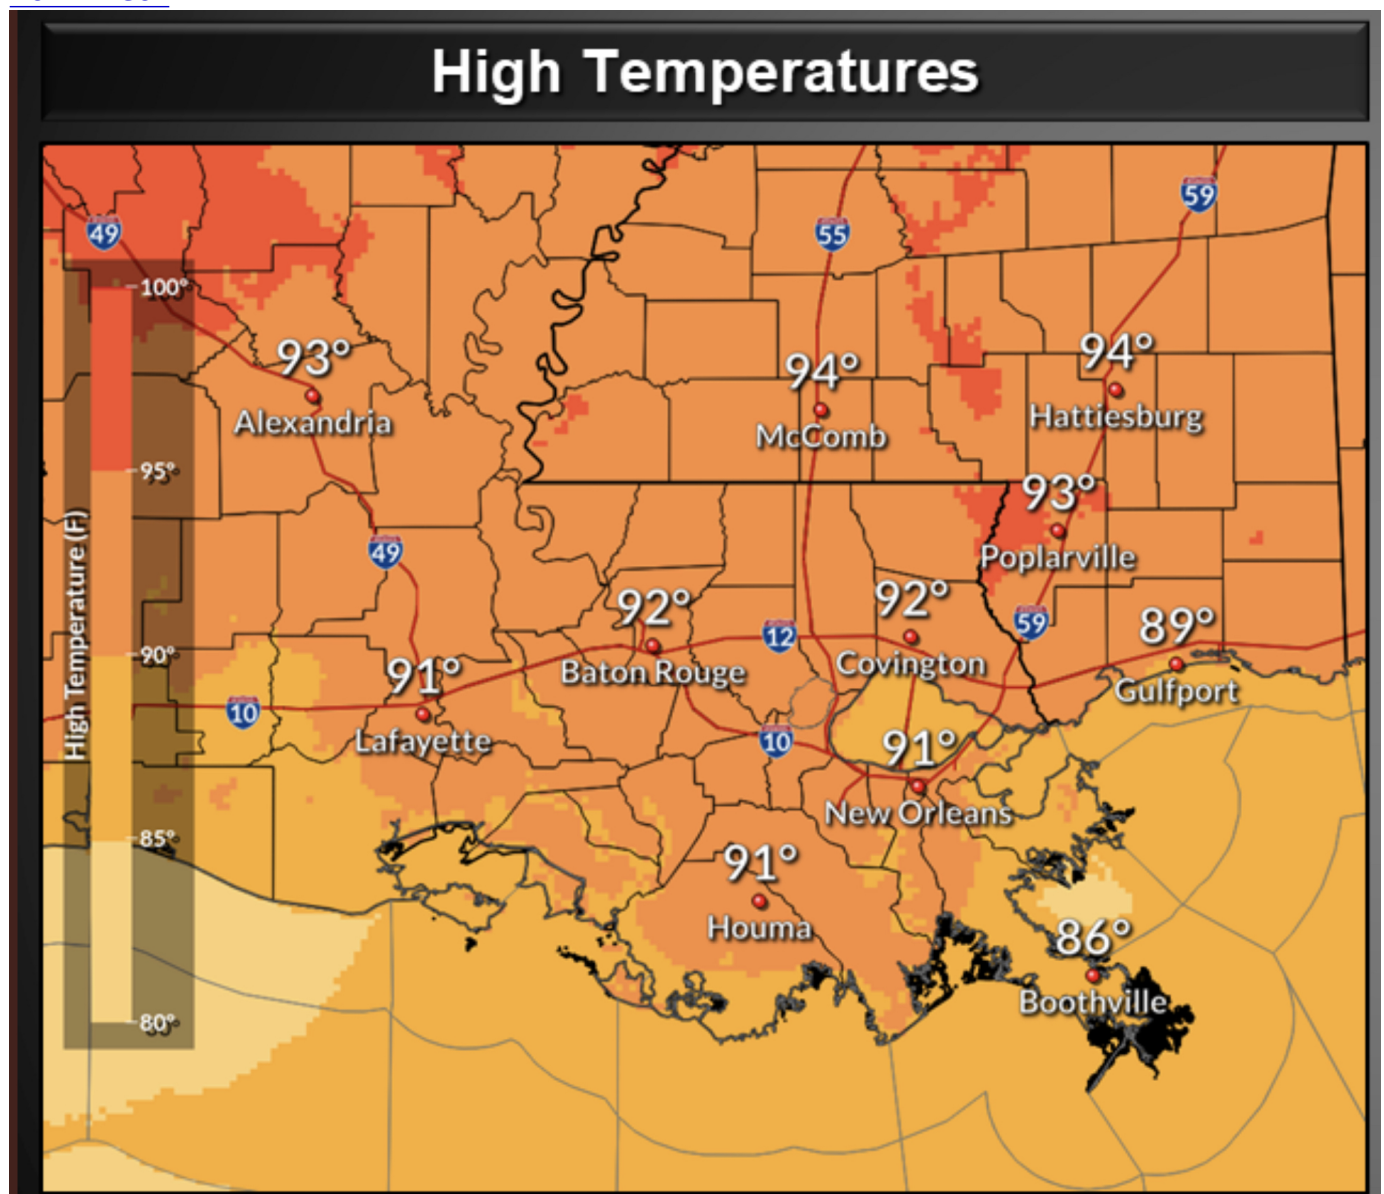 High Temperatures
59
49
55
100°
93°
94°
94°
Alexandria
McComb
Hattiesburg
95°
93°
Poplarville
49
High Temperature (F)
92°
92°
59
89°
12
90°
91°
Baton Rouge
Covington
Gulfport
10
Lafayette
10
91°
New Orleans
85°
91°
Houma
86°
Boothville
80°